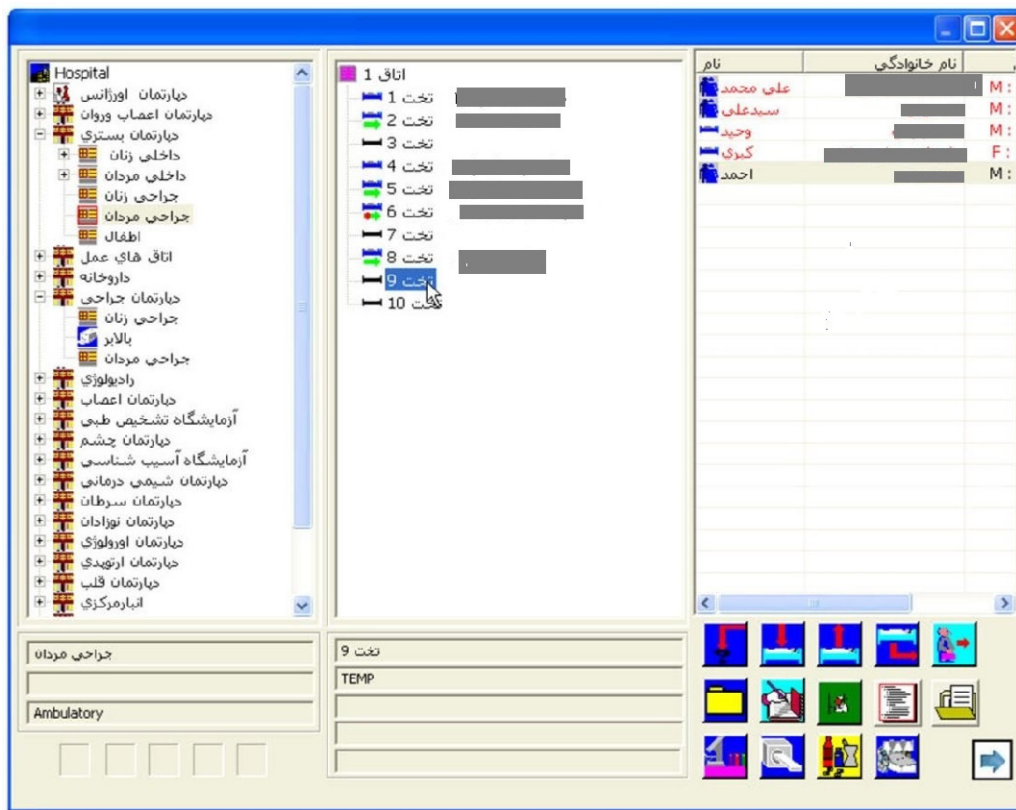 Hospital
دپارتمان اورژانس
دپارتمان اعصاب وروان
دپارتمان بستري
داخلي زنان
داخلي مردان
جراحي زنان
جراحي مردان
اطفال
اتاق هاي عمل
داروخانه
دپارتمان جراحي
جراحي زنان
بالابر
جراحي مردان
راديولوژي
دپارتمان اعصاب
آزمايشگاه تشخيص طبي
دپارتمان چشم
آزمايشگاه آسيب شناسي
دپارتمان شيمي درماني
دپارتمان سرطان
دپارتمان نوزادان
دپارتمان اورولوژي
دپارتمان ارتوپدي
دپارتمان قلب
انبارمرکزي
جراحي مردان
Ambulatory
اتاق 1
تخت 1
تخت 2
تخت 3
تخت 4
تخت 5
تخت 6
تخت 7
تخت 8
تخت 9
تخت 10
تخت 9
TEMP
نام نام خانوادگي
علي محمد M :
سيدعلي M :
وحيد M :
کبري F :
احمد M :